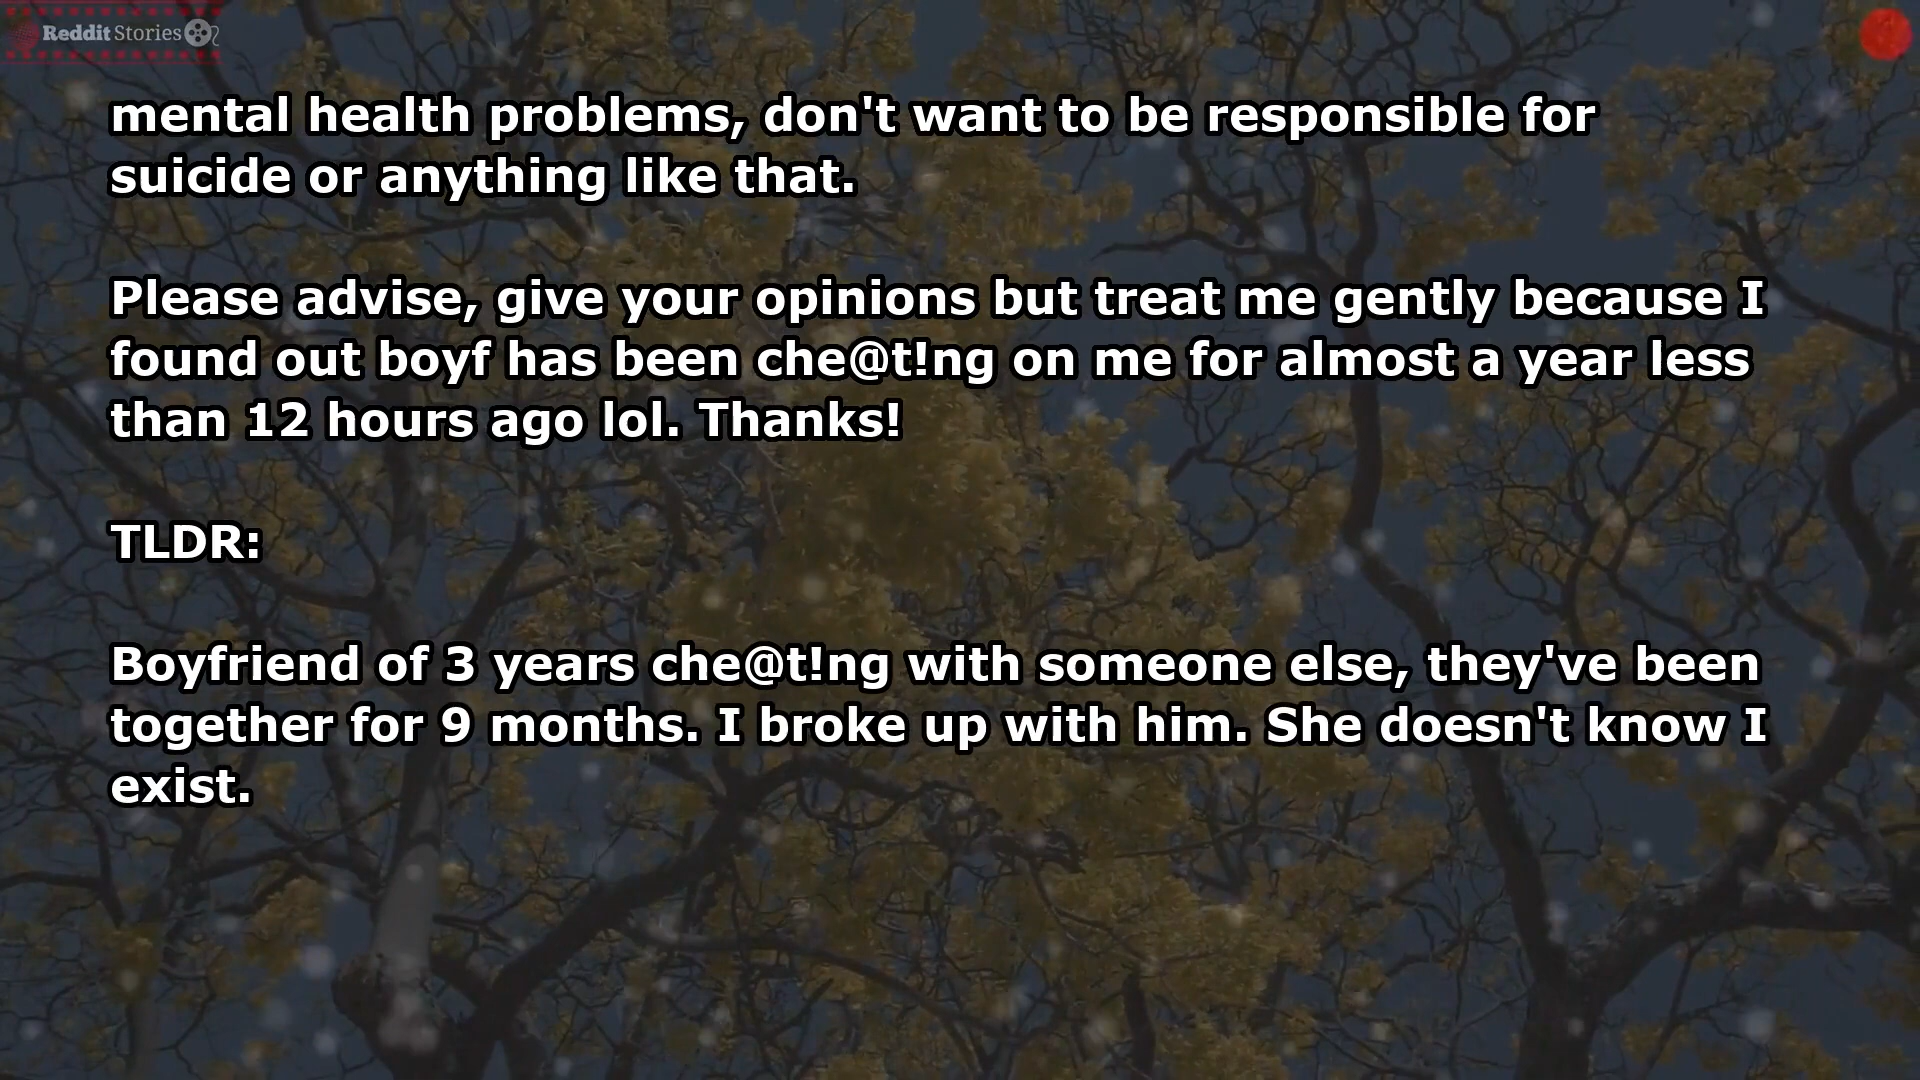 Reddit Stories
mental health problems, don't want to be responsible for
suicide or anything like that.
Please advise, give your opinions but treat me gently because I
found out boyf has been che@t!ng on me for almost a year less
than 12 hours ago lol. Thanks!
TLDR:
Boyfriend of 3 years che@t!ng with someone else, they've been
together for 9 months. I broke up with him. She doesn't know I
exist.